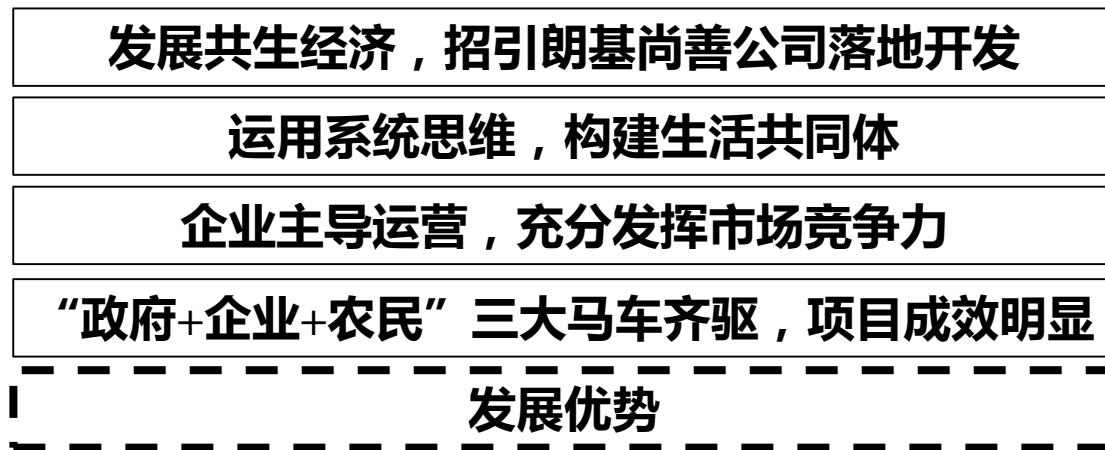 发展共生经济，招引朗基尚善公司落地开发
运用系统思维，构建生活共同体
企业主导运营，充分发挥市场竞争力
“政府+企业+农民”三大马车齐驱，项目成效明显
发展优势